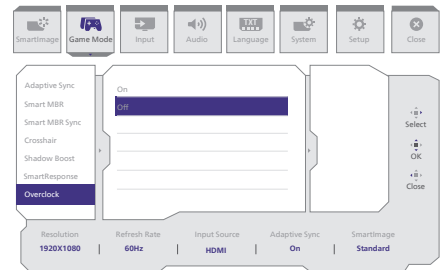 SmartImage
Game Mode
Input
Audio
TXT
Language
System
Setup
Close
Adaptive Sync
Smart MBR
Smart MBR Sync
Crosshair
Shadow Boost
SmartResponse
Overclock
On
Off
Select
OK
Close
Resolution Refresh Rate Input Source Adaptive Sync SmartImage
1920X1080 | 60Hz | HDMI | On | Standard